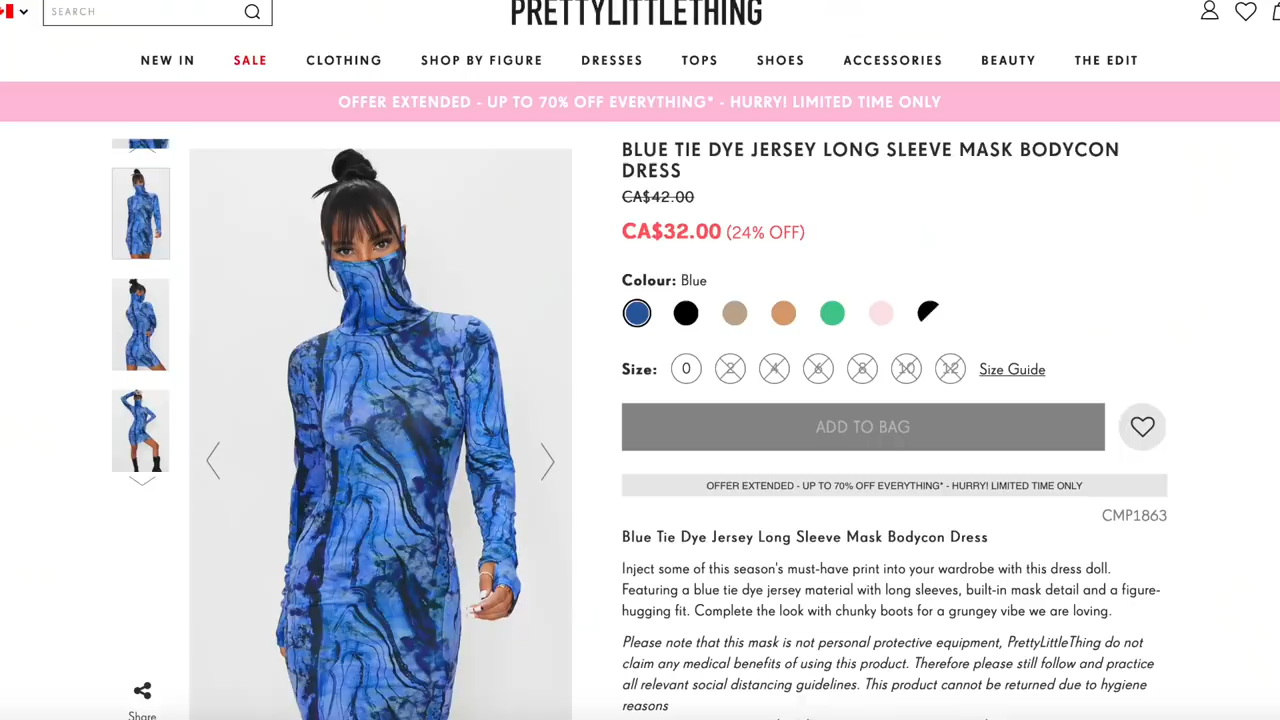 SEARCH
PRETTYLITTLETHING
NEW IN SALE CLOTHING SHOP BY FIGURE DRESSES TOPS SHOES ACCESSORIES BEAUTY THE EDIT
OFFER EXTENDED - UP TO 70% OFF EVERYTHING* - HURRY! LIMITED TIME ONLY
BLUE TIE DYE JERSEY LONG SLEEVE MASK BODYCON
DRESS
CA$42.00
CA$32.00 (24% OFF)
Colour: Blue
Size: 0 2 4 6 8 10 12 Size Guide
ADD TO BAG
OFFER EXTENDED - UP TO 70% OFF EVERYTHING* - HURRY! LIMITED TIME ONLY
CMP1863
Blue Tie Dye Jersey Long Sleeve Mask Bodycon Dress
Inject some of this season's must-have print into your wardrobe with this dress doll.
Featuring a blue tie dye jersey material with long sleeves, built-in mask detail and a figure-
hugging fit. Complete the look with chunky boots for a grungey vibe we are loving.
Please note that this mask is not personal protective equipment, PrettyLittleThing do not
claim any medical benefits of using this product. Therefore please still follow and practice
all relevant social distancing guidelines. This product cannot be returned due to hygiene
reasons
Share